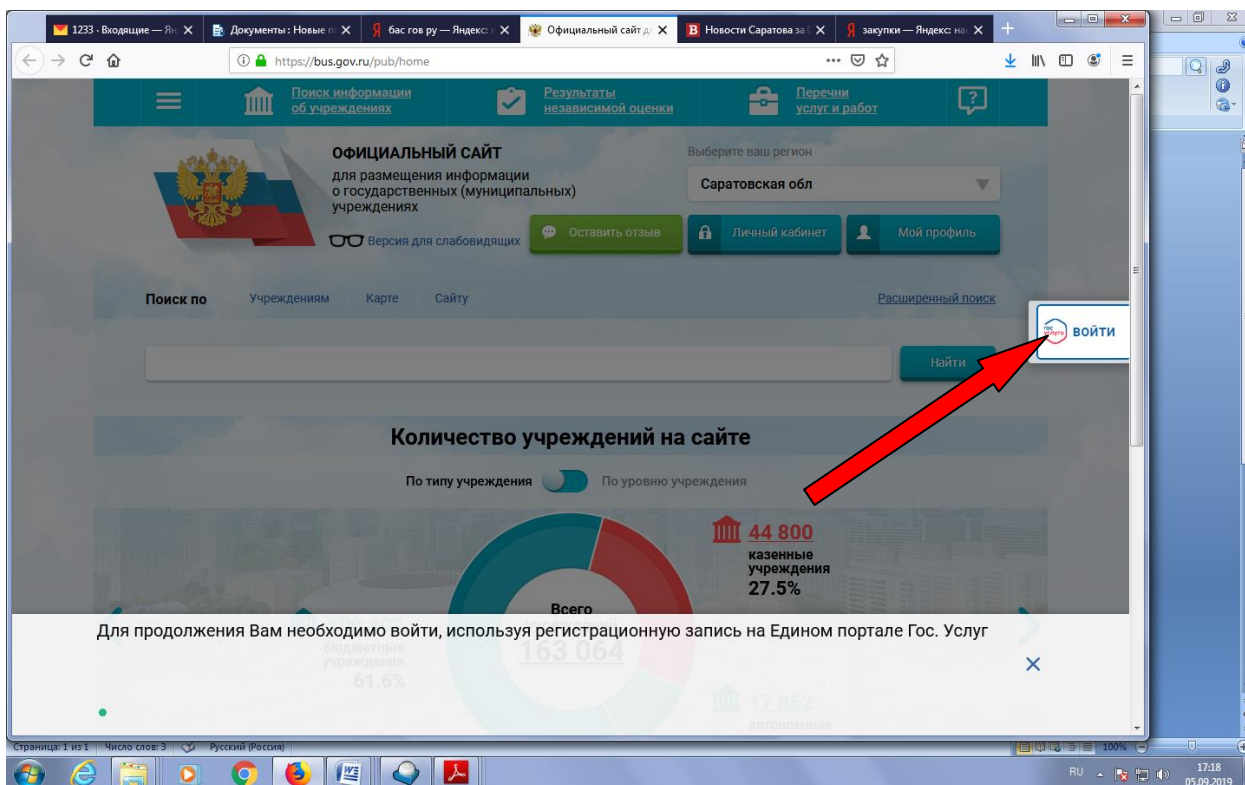 1233 · Входящие — Ян
Документы : Новые п
бас гов ру — Яндекс:
Официальный сайт д
Новости Саратова за
закупки — Яндекс: на
https://bus.gov.ru/pub/home
Поиск информации
об учреждениях
Результаты
независимой оценки
Перечни
услуг и работ
ОФИЦИАЛЬНЫЙ САЙТ
для размещения информации
о государственных (муниципальных)
учреждениях
Версия для слабовидящих
Выберите ваш регион
Саратовская обл
Оставить отзыв
Личный кабинет
Мой профиль
Поиск по
Учреждениям
Карте
Сайту
Расширенный поиск
гос
услуги
ВОЙТИ
Найти
Количество учреждений на сайте
По типу учреждения
По уровню учреждения
44 800
казенные
учреждения
27.5%
Всего
Для продолжения Вам необходимо войти, используя регистрационную запись на Едином портале Гос. Услуг
бюджетные
учреждения
61.6%
163 064
17 862
автономные
Страница: 1 из 1
Число слов: 3
Русский (Россия)
100%
RU
17:18
05.09.2019